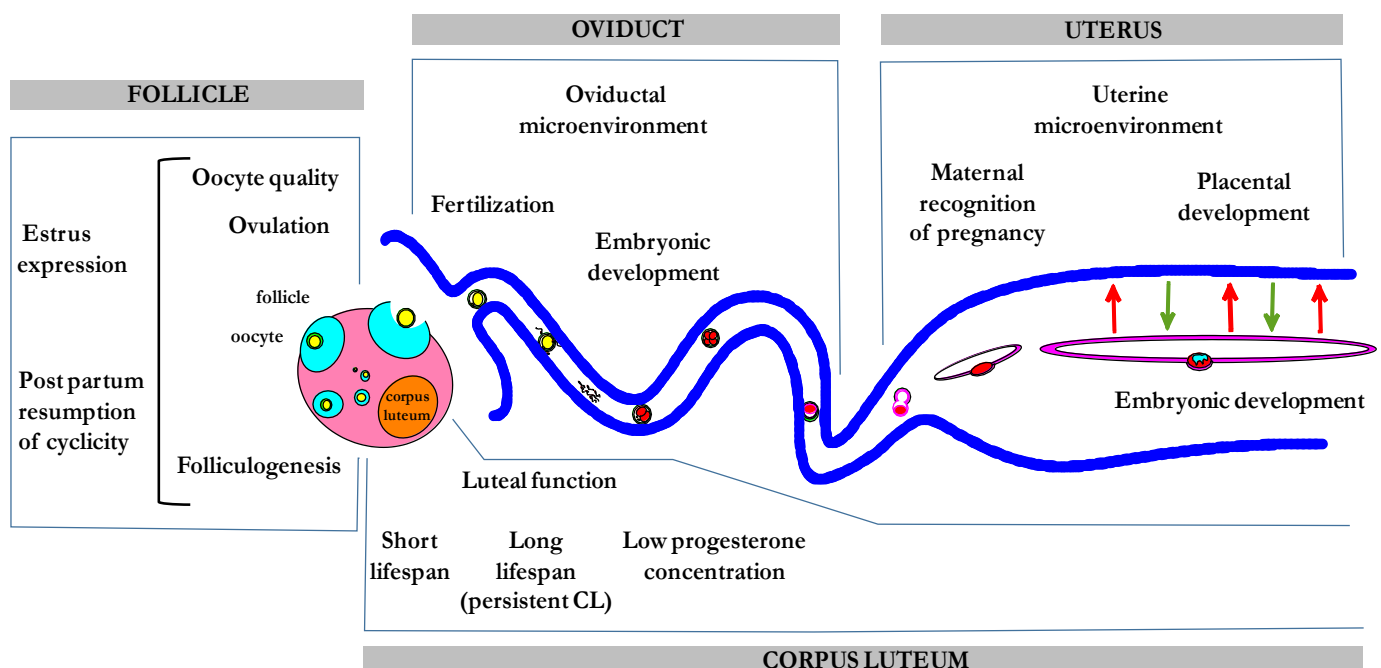 OVIDUCT
UTERUS
FOLLICLE
Oviductal
microenvironment
Uterine
microenvironment
Oocyte quality
Ovulation
Estrus
expression
Fertilization
Embryonic
development
Maternal
recognition
of pregnancy
Placental
development
follicle
oocyte
corpus
luteum
Post partum
resumption
of cyclicity
Folliculogenesis
Embryonic development
Luteal function
Short
lifespan
Long
lifespan
(persistent CL)
Low progesterone
concentration
CORPUS LUTEUM